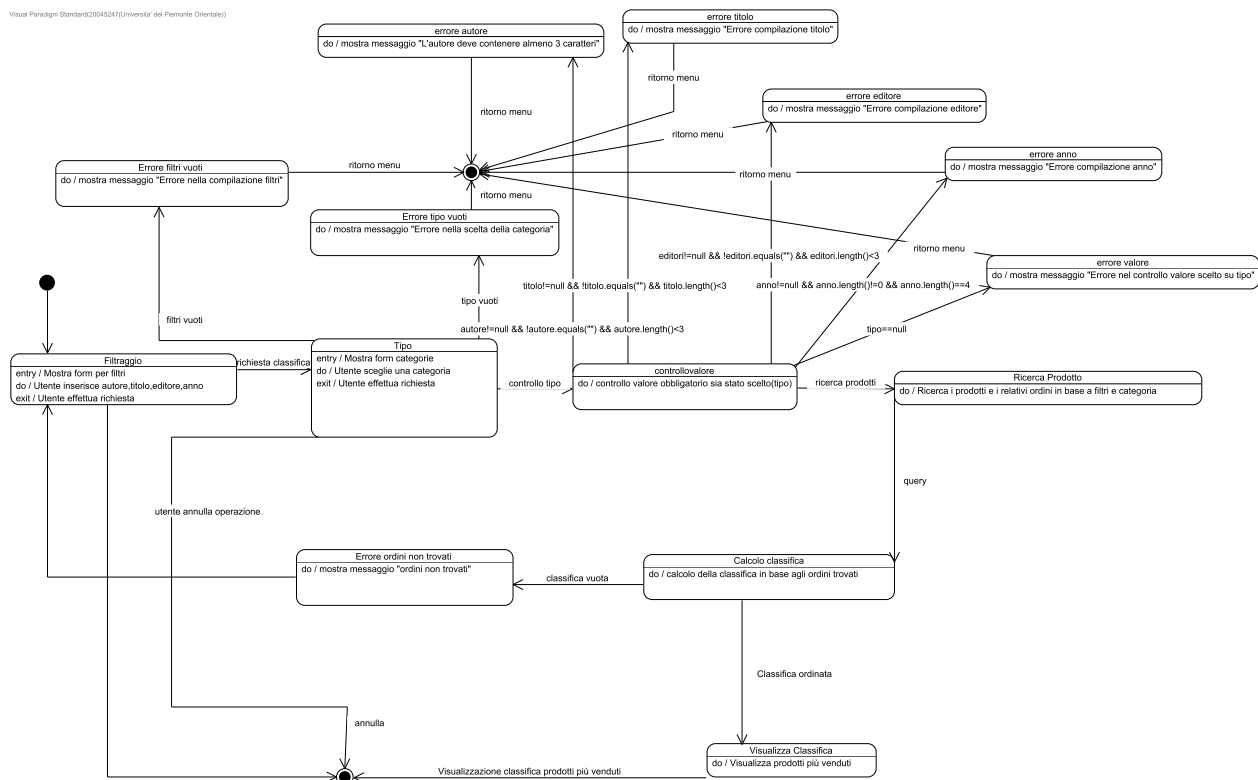 Visual Paradigm Standard(20045247(Universita' del Piemonte Orientale))
errore autore
do / mostra messaggio "L'autore deve contenere almeno 3 caratteri"
errore titolo
do / mostra messaggio "Errore compilazione titolo"
ritorno menu
ritorno menu
errore editore
do / mostra messaggio "Errore compilazione editore"
ritorno menu
errore anno
do / mostra messaggio "Errore compilazione anno"
Errore filtri vuoti
do / mostra messaggio "Errore nella compilazione filtri"
ritorno menu
ritorno menu
ritorno menu
Errore tipo vuoti
do / mostra messaggio "Errore nella scelta della categoria"
ritorno menu
errore valore
do / mostra messaggio "Errore nel controllo valore scelto su tipo"
editori!=null && !editori.equals("") && editori.length()<3
titolo!=null && !titolo.equals("") && titolo.length()<3
anno!=null && anno.length()!=0 && anno.length()==4
tipo vuoti
filtri vuoti
autore!=null && !autore.equals("") && autore.length()<3
tipo==null
Filtraggio
entry / Mostra form per filtri
do / Utente inserisce autore,titolo,editore,anno
exit / Utente effettua richiesta
richiesta classifica
Tipo
entry / Mostra form categorie
do / Utente sceglie una categoria
exit / Utente effettua richiesta
controllo tipo
controllovalore
do / controllo valore obbligatorio sia stato scelto(tipo)
ricerca prodotti
Ricerca Prodotto
do / Ricerca i prodotti e i relativi ordini in base a filtri e categoria
query
utente annulla operazione
Errore ordini non trovati
do / mostra messaggio "ordini non trovati"
classifica vuota
Calcolo classifica
do / calcolo della classifica in base agli ordini trovati
Classifica ordinata
annulla
Visualizza Classifica
do / Visualizza prodotti più venduti
Visualizzazione classifica prodotti più venduti